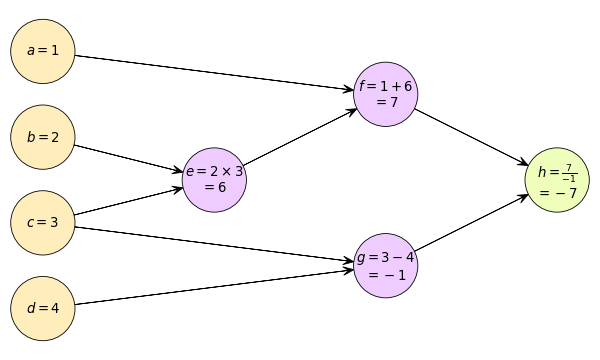 a = 1
b = 2
c = 3
d = 4
e = 2 × 3
= 6
f = 1 + 6
= 7
g = 3 − 4
= −1
h = 7/−1
= −7